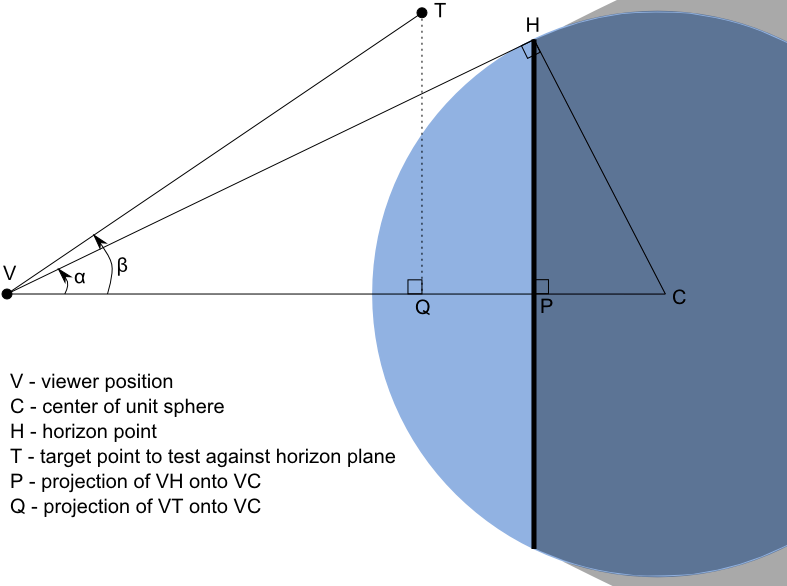 T
H
V
α
β
Q
P
C
V - viewer position
C - center of unit sphere
H - horizon point
T - target point to test against horizon plane
P - projection of VH onto VC
Q - projection of VT onto VC